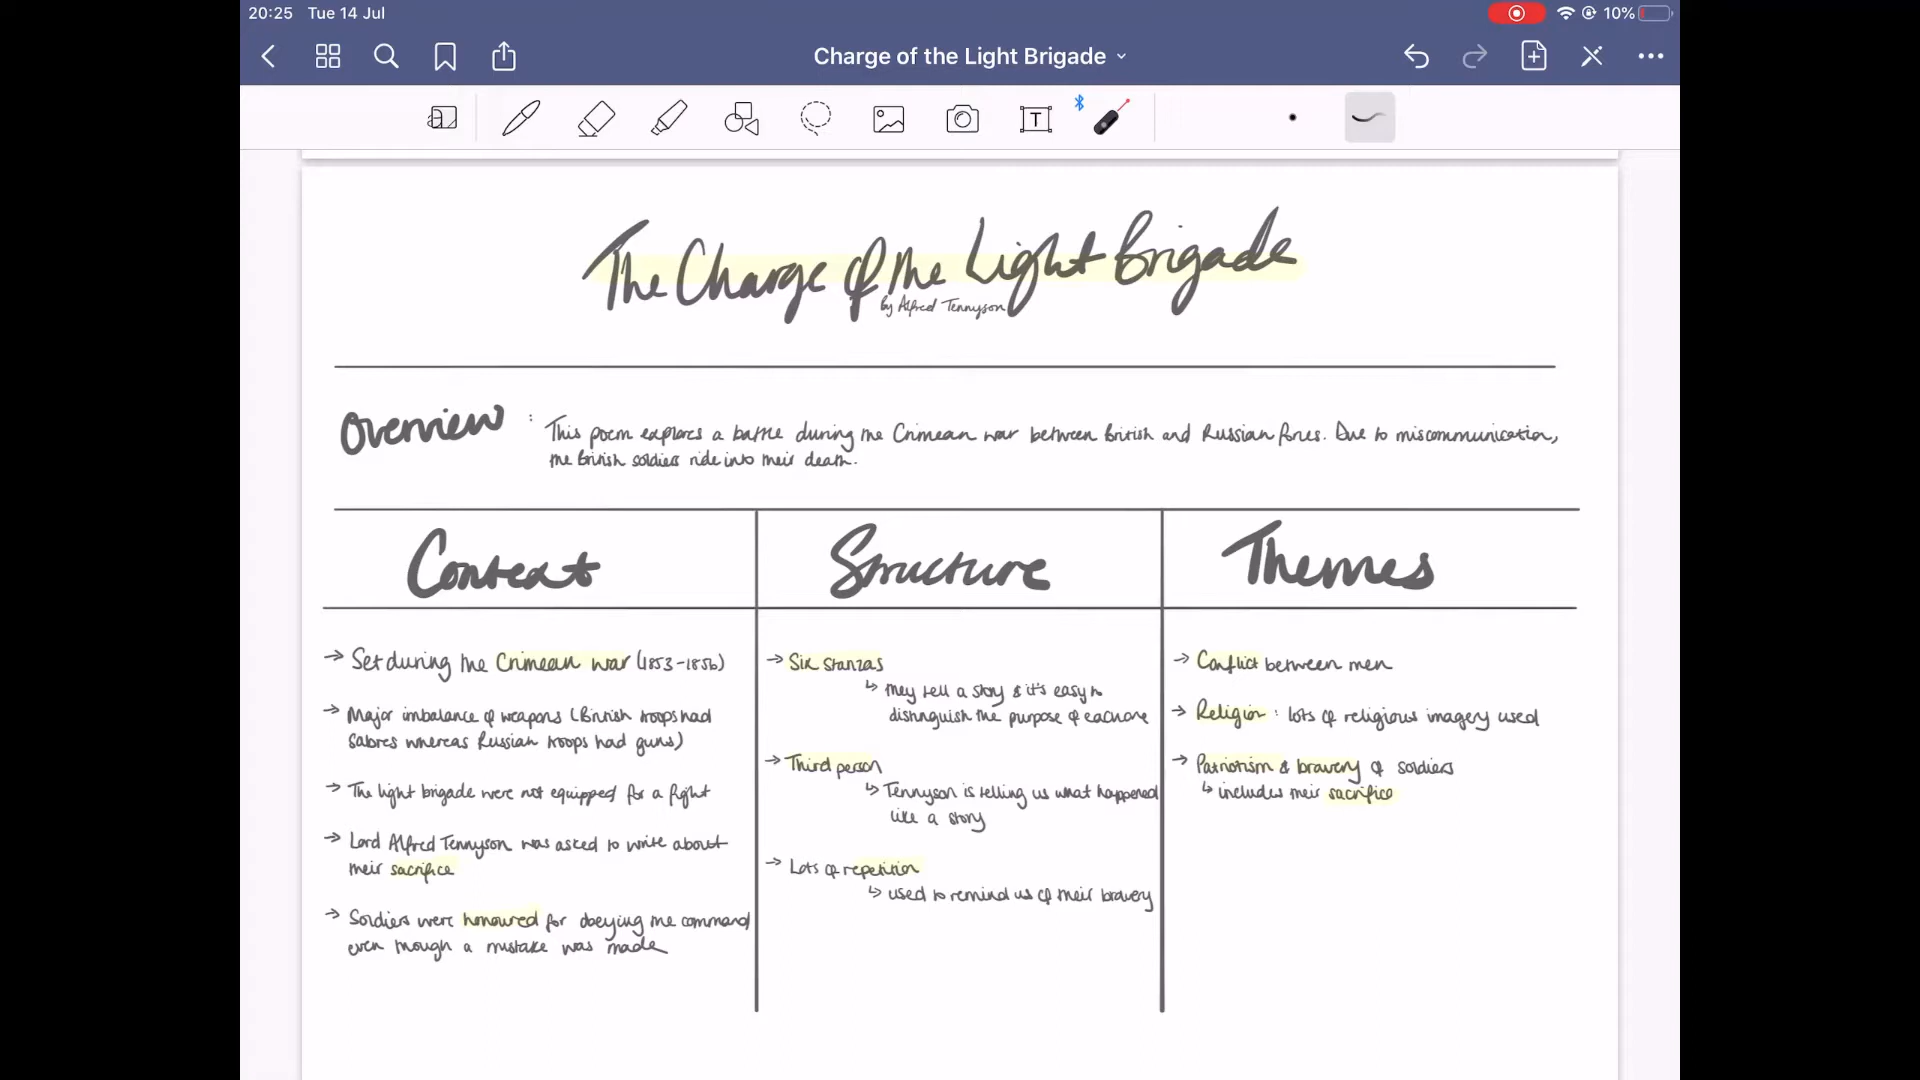 20:25 Tue 14 Jul
10%
Charge of the Light Brigade
T
The Charge of the Light Brigade
by Alfred Tennyson
Overview : This poem explores a battle during the Crimean war between British and Russian forces. Due to miscommunication,
the British soldiers ride into their death.
Context
Structure
Themes
→ Set during the Crimean war (1853-1856)
→ Major imbalance of weapons (British troops had
sabres whereas Russian troops had guns)
→ The light brigade were not equipped for a fight
→ Lord Alfred Tennyson was asked to write about
their sacrifice
→ Soldiers were honoured for obeying the command
even though a mistake was made
→ Six stanzas
↳ they tell a story & it's easy to
distinguish the purpose of each one
→ Third person
↳ Tennyson is telling us what happened
like a story
→ Lots of repetition
↳ used to remind us of their bravery
→ Conflict between men
→ Religion : lots of religious imagery used
→ Patriotism & bravery of soldiers
↳ includes their sacrifice